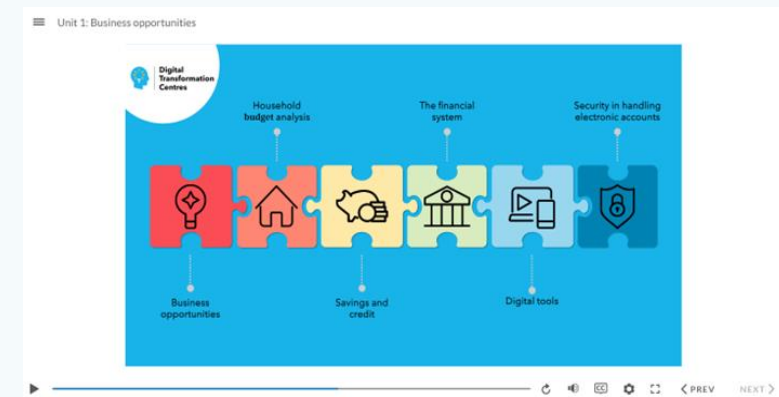 Unit 1: Business opportunities
Digital
Transformation
Centres
Household
budget analysis
The financial
system
Security in handling
electronic accounts
Business
opportunities
Savings and
credit
Digital tools
CC
PREV
NEXT